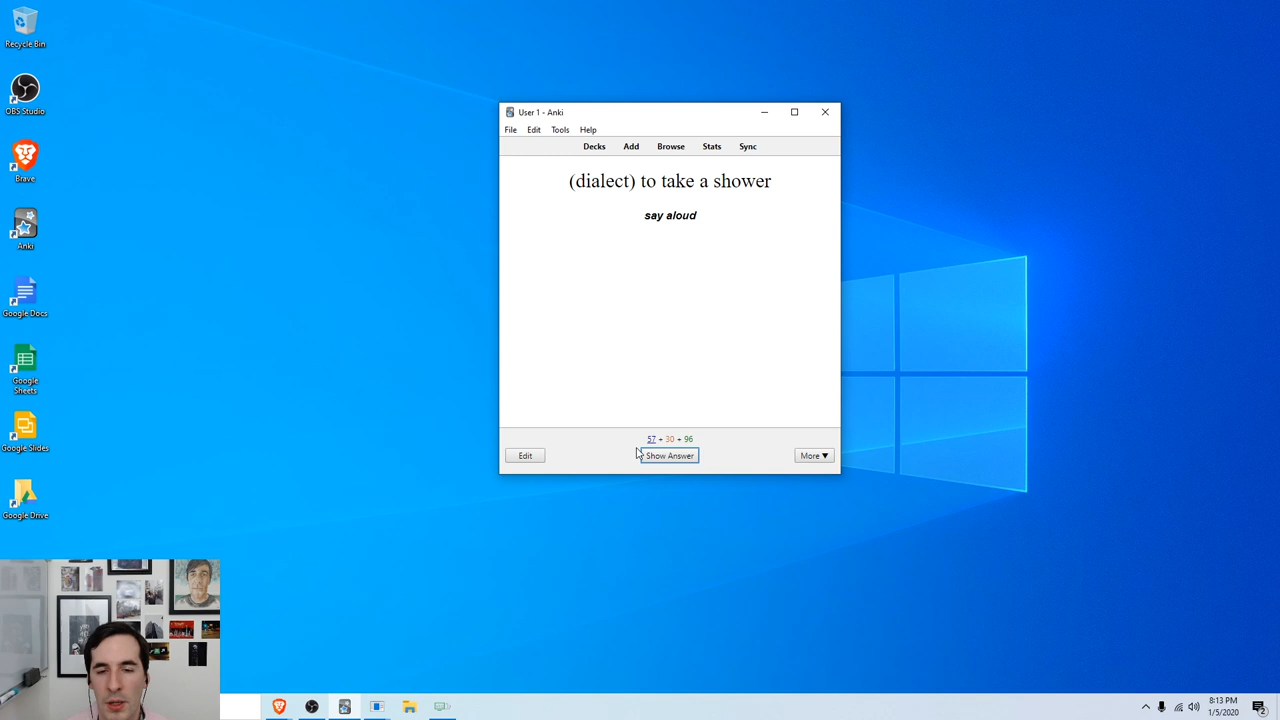 Recycle Bin
OBS Studio
Brave
Anki
Google Docs
Google
Sheets
Google Slides
Google Drive
User 1 - Anki
File Edit Tools Help
Decks Add Browse Stats Sync
(dialect) to take a shower
say aloud
57 + 30 + 96
Edit
Show Answer
More ▼
8:13 PM
1/5/2020
2